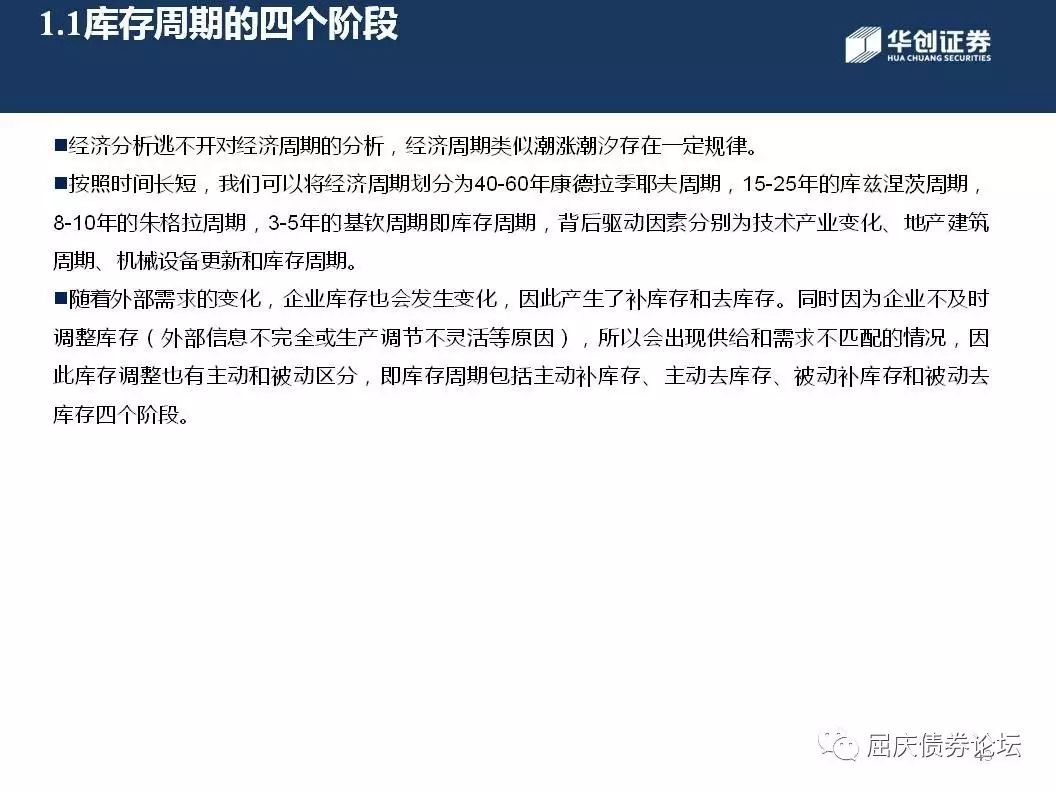 1.1库存周期的四个阶段
华创证券
HUA CHUANG SECURITIES
■经济分析逃不开对经济周期的分析，经济周期类似潮涨潮汐存在一定规律。
■按照时间长短，我们可以将经济周期划分为40-60年康德拉季耶夫周期，15-25年的库兹涅茨周期，
8-10年的朱格拉周期，3-5年的基钦周期即库存周期，背后驱动因素分别为技术产业变化、地产建筑
周期、机械设备更新和库存周期。
■随着外部需求的变化，企业库存也会发生变化，因此产生了补库存和去库存。同时因为企业不及时
调整库存（外部信息不完全或生产调节不灵活等原因），所以会出现供给和需求不匹配的情况，因
此库存调整也有主动和被动区分，即库存周期包括主动补库存、主动去库存、被动补库存和被动去
库存四个阶段。
屈庆债券论坛